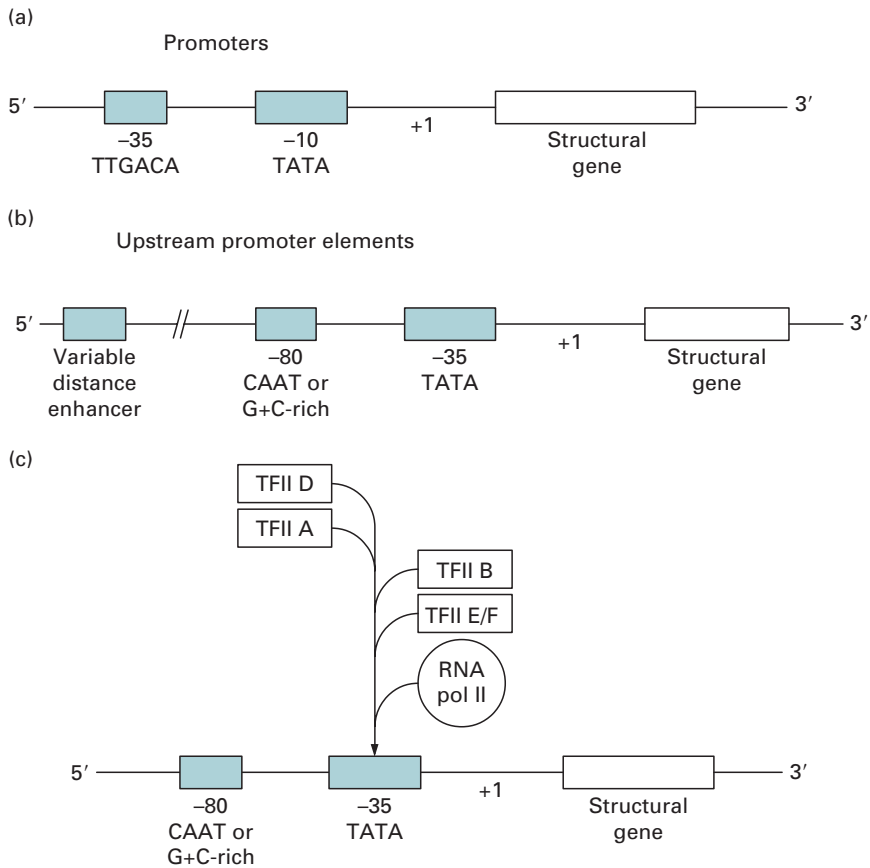 (a)
Promoters
5′
3′
–35
TTGACA
–10
TATA
+1
Structural
gene
(b)
Upstream promoter elements
5′
3′
Variable
distance
enhancer
–80
CAAT or
G+C-rich
–35
TATA
+1
Structural
gene
(c)
TFII D
TFII A
TFII B
TFII E/F
RNA
pol II
5′
3′
–80
CAAT or
G+C-rich
–35
TATA
+1
Structural
gene